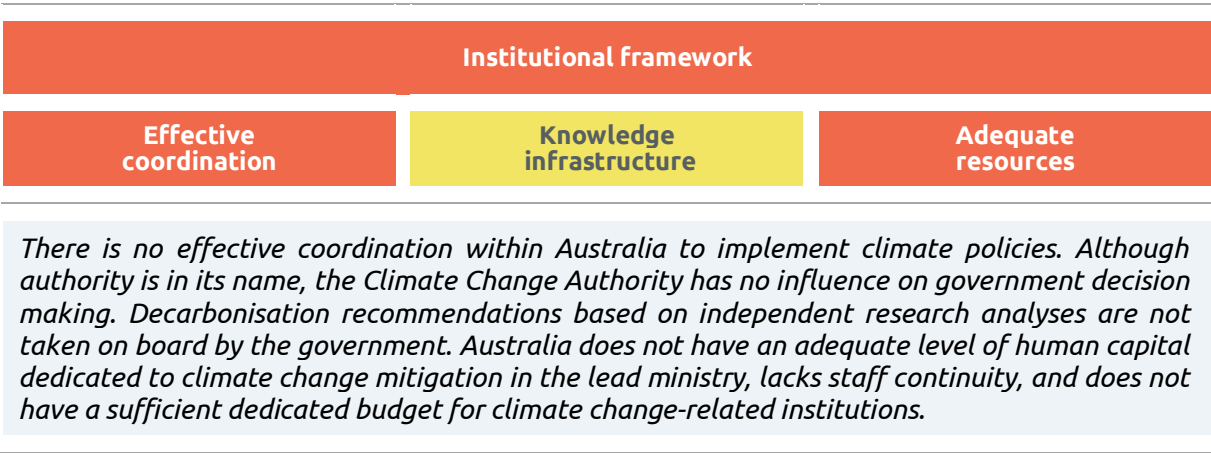 Institutional framework
Effective
coordination
Knowledge
infrastructure
Adequate
resources
There is no effective coordination within Australia to implement climate policies. Although
authority is in its name, the Climate Change Authority has no influence on government decision
making. Decarbonisation recommendations based on independent research analyses are not
taken on board by the government. Australia does not have an adequate level of human capital
dedicated to climate change mitigation in the lead ministry, lacks staff continuity, and does not
have a sufficient dedicated budget for climate change-related institutions.